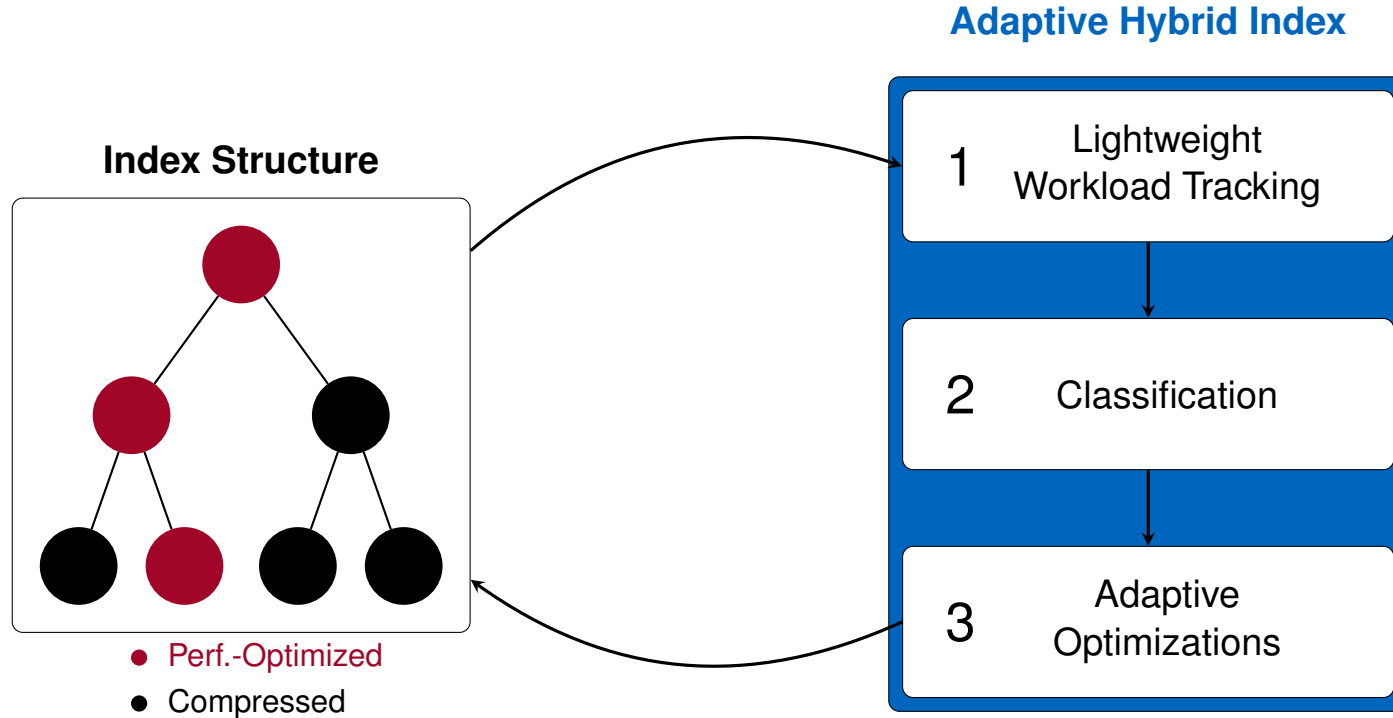 Adaptive Hybrid Index
Index Structure
1
Lightweight
Workload Tracking
2
Classification
3
Adaptive
Optimizations
Perf.-Optimized
Compressed